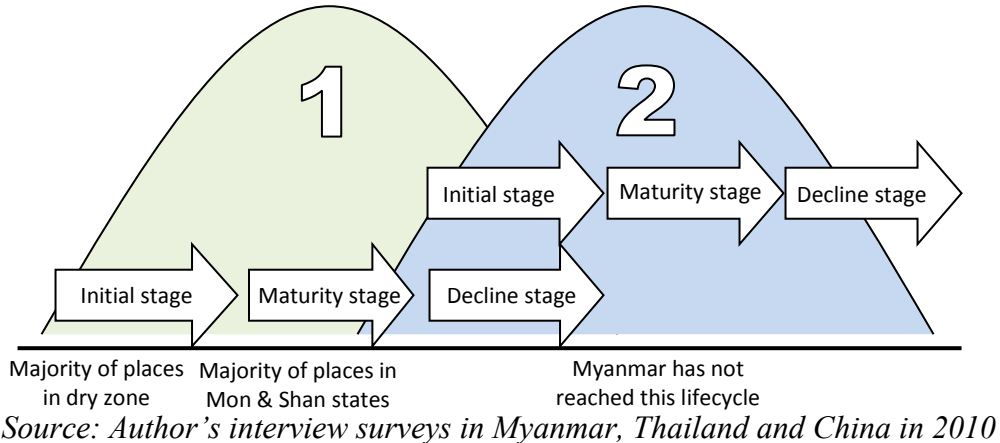 1
2
Initial stage
Maturity stage
Decline stage
Initial stage
Maturity stage
Decline stage
Majority of places
in dry zone
Majority of places in
Mon & Shan states
Myanmar has not
reached this lifecycle
Source: Author's interview surveys in Myanmar, Thailand and China in 2010